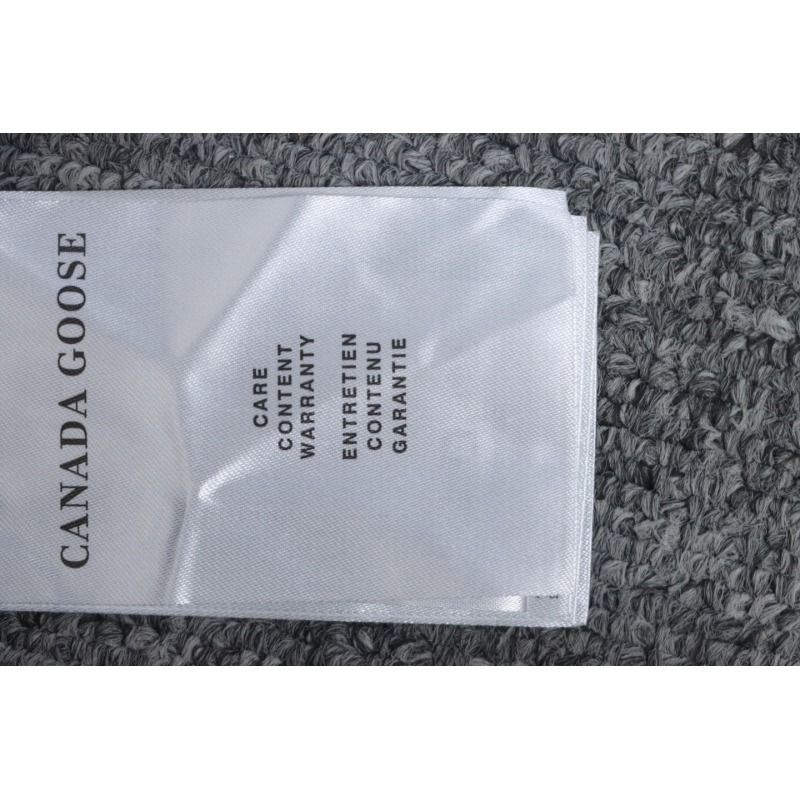 CANADA GOOSE
CARE
CONTENT
WARRANTY
ENTRETIEN
CONTENU
GARANTIE